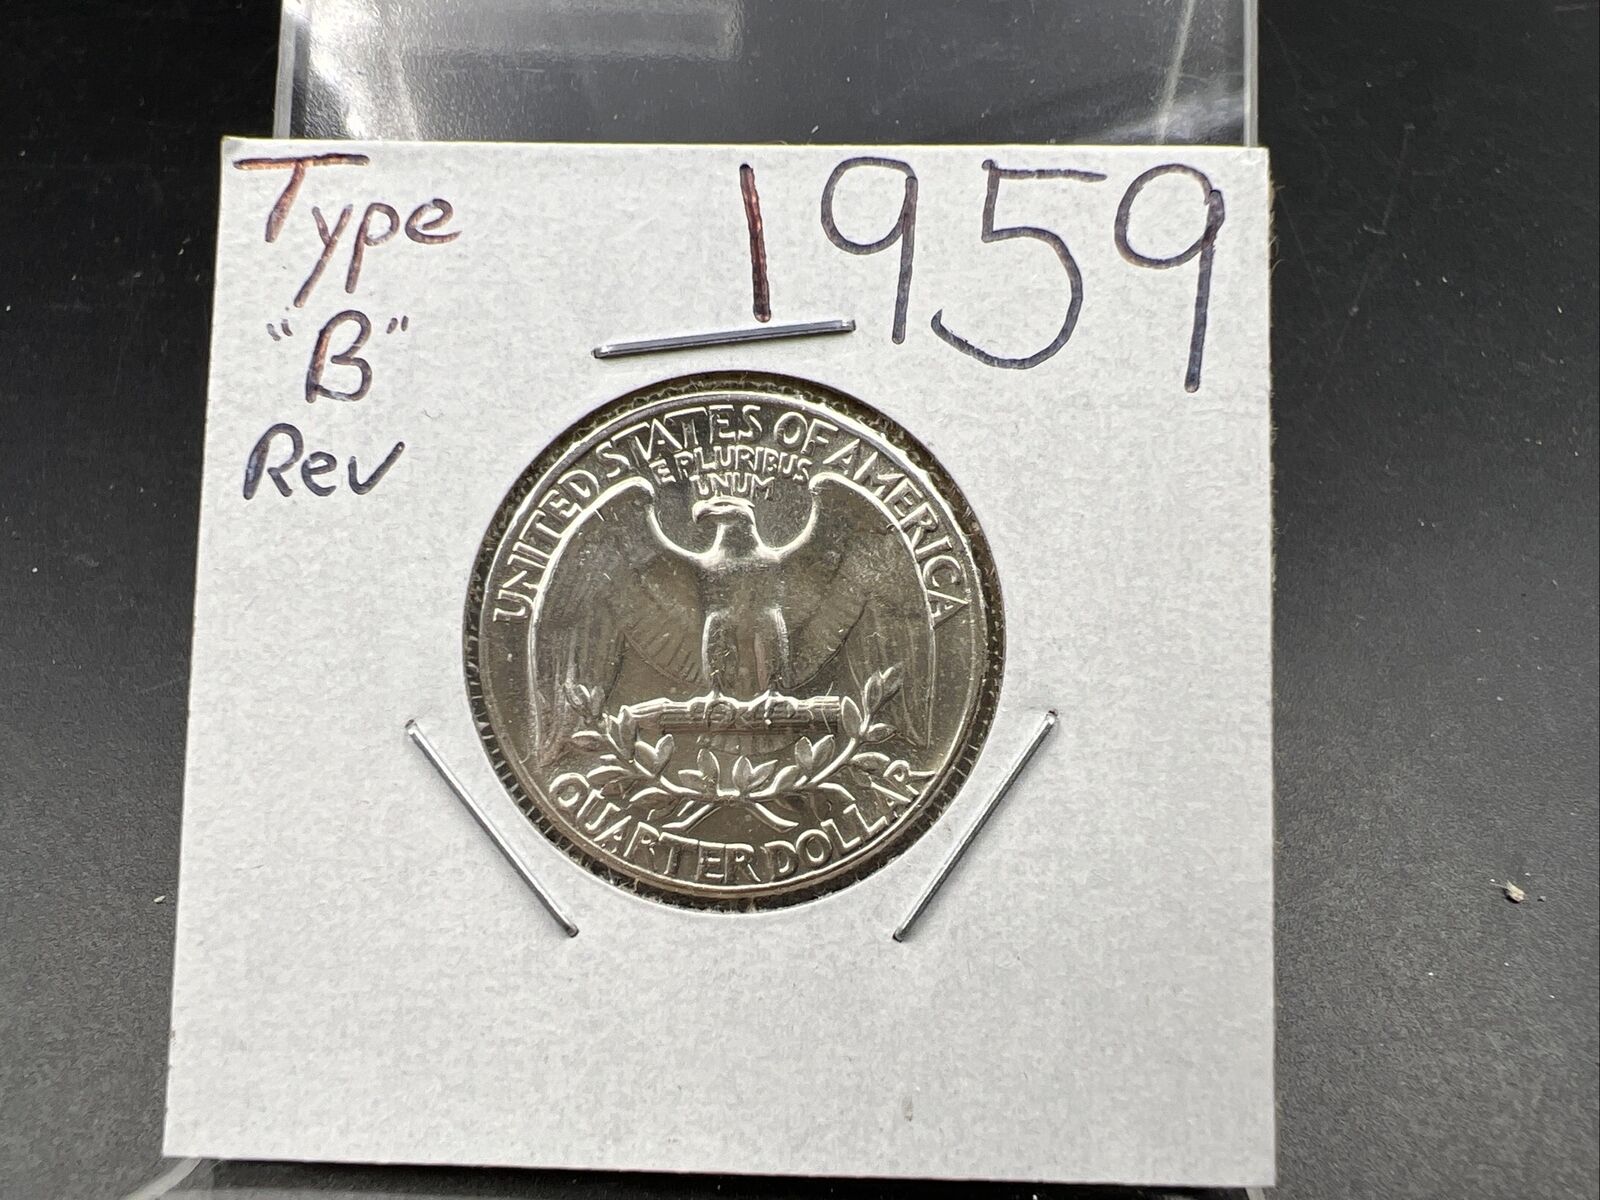 Type
"B"
Rev
1959
UNITED STATES OF AMERICA
E PLURIBUS
UNUM
QUARTER DOLLAR